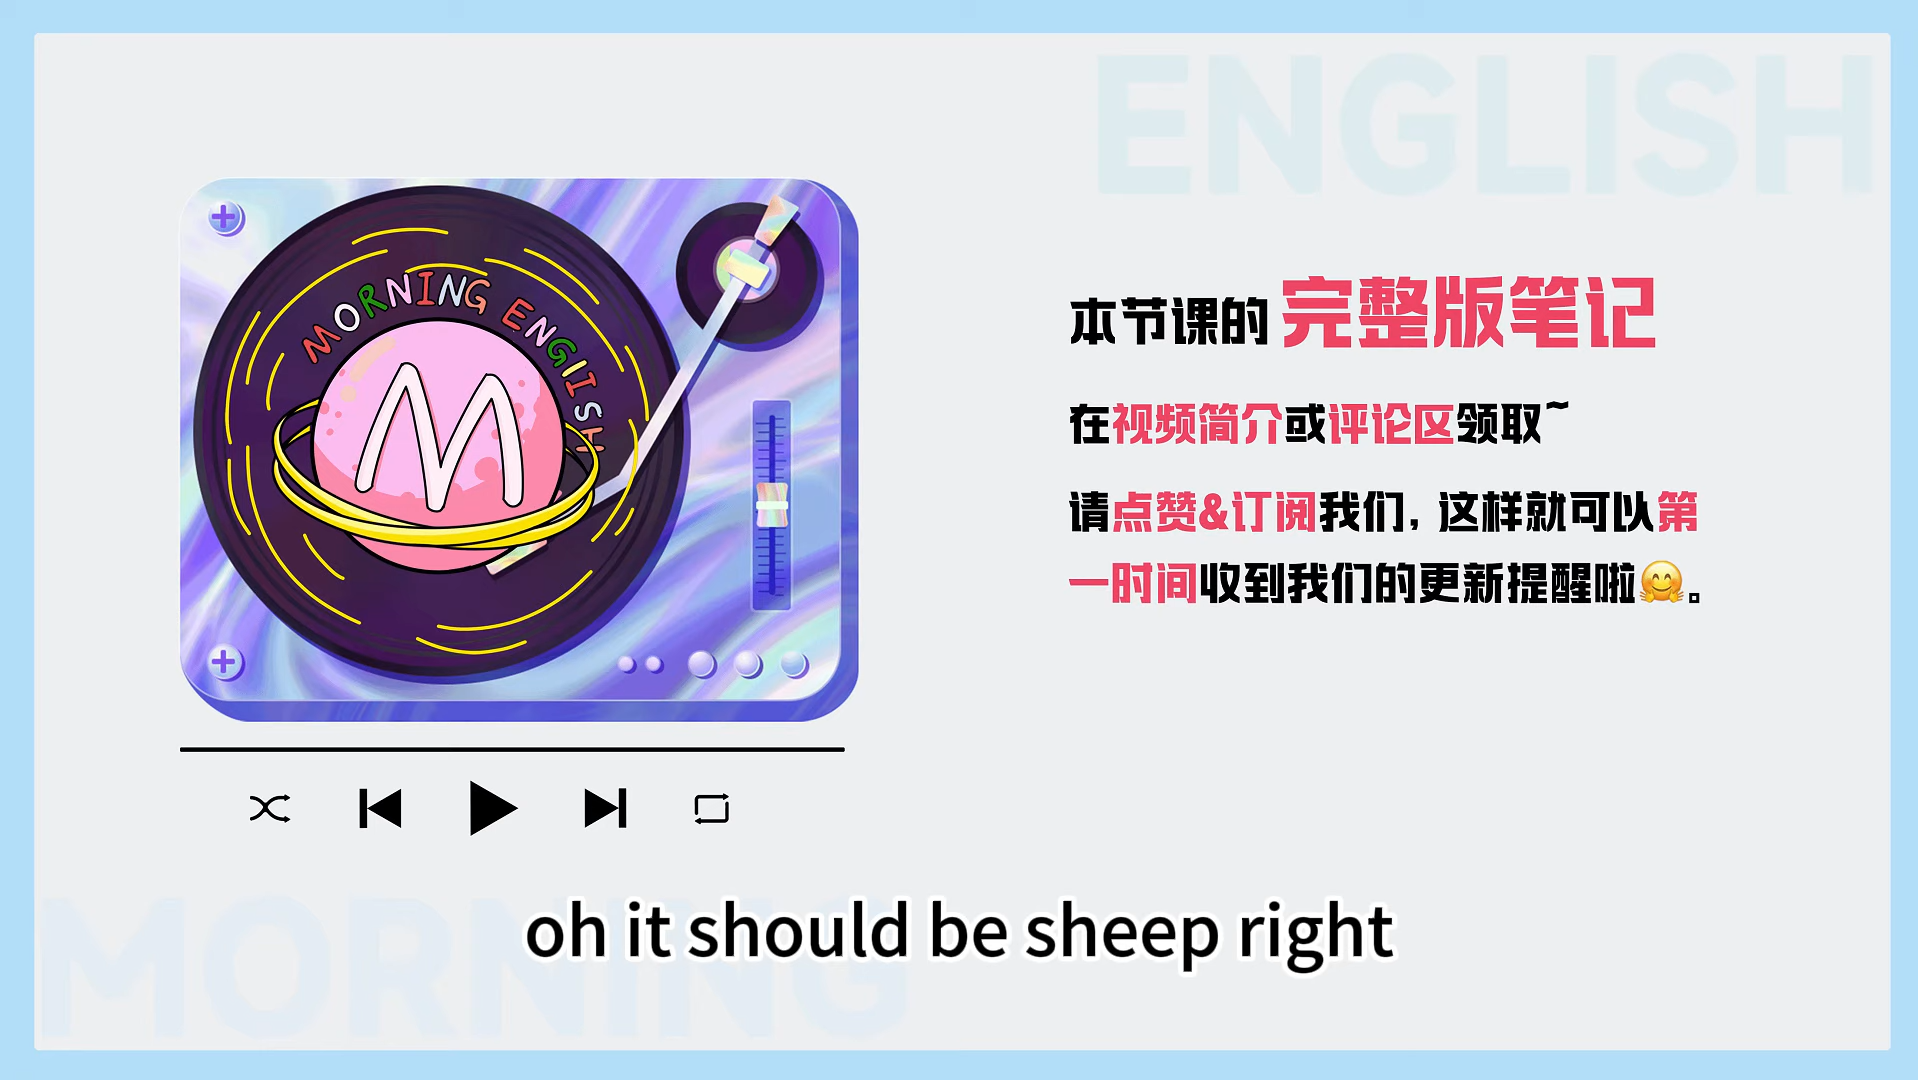 ENGLISH
MORNING ENGLISH
M
本节课的 完整版笔记
在视频简介或评论区领取~
请点赞&订阅我们，这样就可以第
一时间收到我们的更新提醒啦🤗。
MORNING
oh it should be sheep right